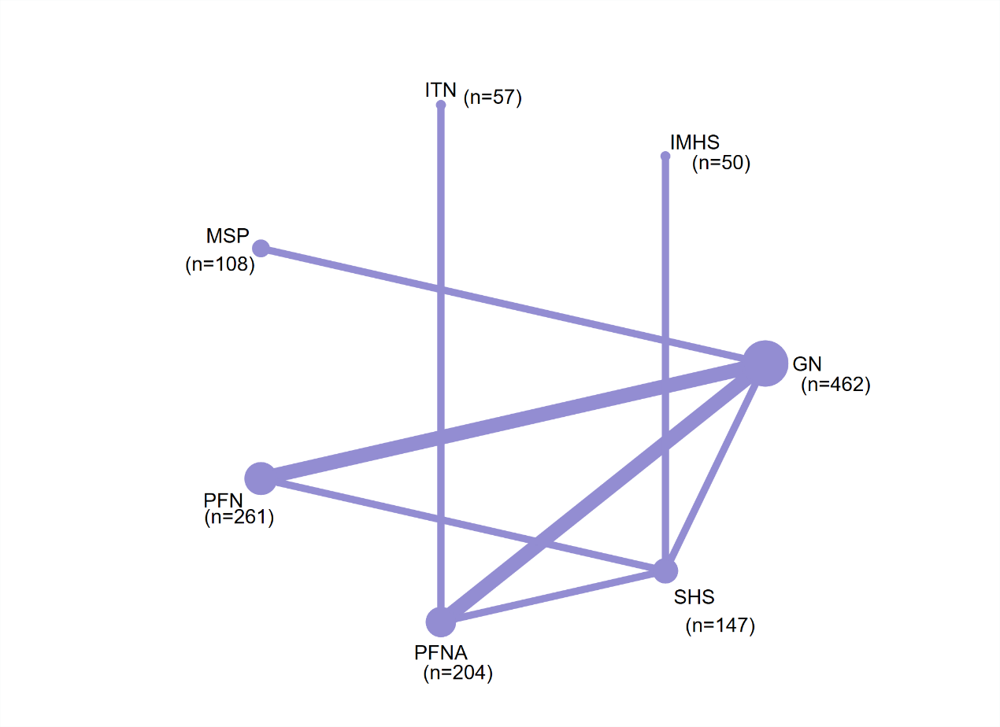 ITN (n=57)
IMHS
(n=50)
MSP
(n=108)
GN
(n=462)
PFN
(n=261)
SHS
(n=147)
PFNA
(n=204)